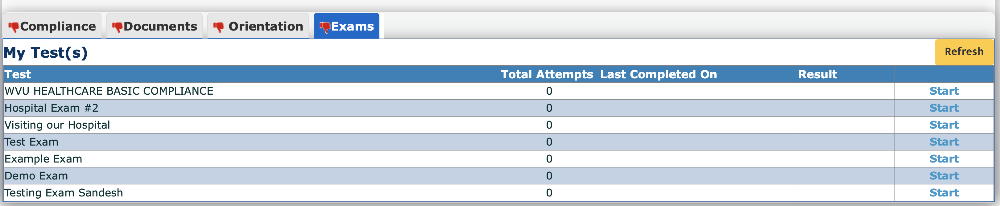 Compliance Documents Orientation Exams
My Test(s) Refresh
Test Total Attempts Last Completed On Result
WVU HEALTHCARE BASIC COMPLIANCE 0 Start
Hospital Exam #2 0 Start
Visiting our Hospital 0 Start
Test Exam 0 Start
Example Exam 0 Start
Demo Exam 0 Start
Testing Exam Sandesh 0 Start